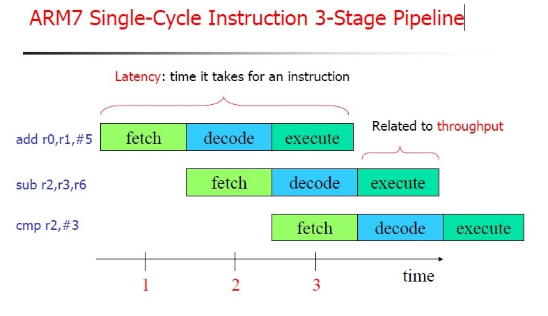 ARM7 Single-Cycle Instruction 3-Stage Pipeline
Latency: time it takes for an instruction
Related to throughput
add r0,r1,#5 fetch decode execute
sub r2,r3,r6 fetch decode execute
cmp r2,#3 fetch decode execute
time
1 2 3